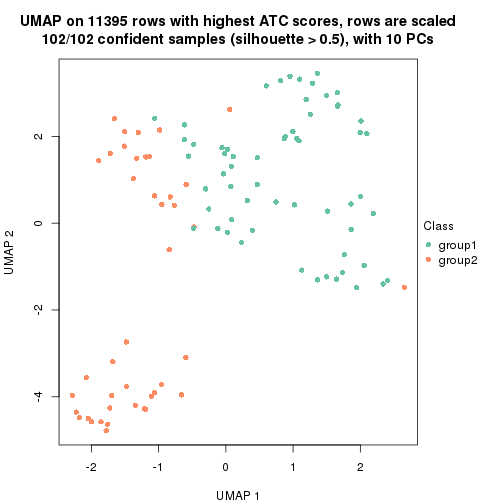 UMAP on 11395 rows with highest ATC scores, rows are scaled
102/102 confident samples (silhouette > 0.5), with 10 PCs
UMAP 2
2
0
-2
-4
-2
-1
0
1
2
UMAP 1
Class
group1
group2